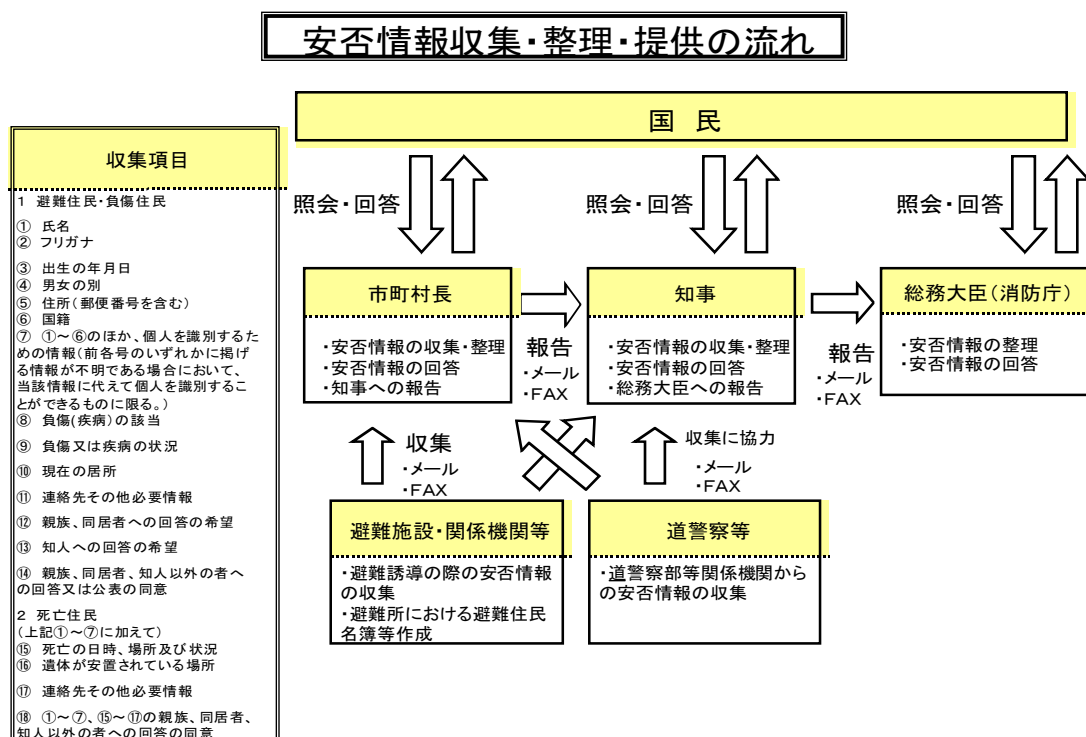 安否情報収集・整理・提供の流れ
国 民
収集項目
1 避難住民・負傷住民
① 氏名
② フリガナ
③ 出生の年月日
④ 男女の別
⑤ 住所(郵便番号を含む)
⑥ 国籍
⑦ ①~⑥のほか、個人を識別するた
めの情報(前各号のいずれかに掲げ
る情報が不明である場合において、
当該情報に代えて個人を識別するこ
とができるものに限る。)
⑧ 負傷(疾病)の該当
⑨ 負傷又は疾病の状況
⑩ 現在の居所
⑪ 連絡先その他必要情報
⑫ 親族、同居者への回答の希望
⑬ 知人への回答の希望
⑭ 親族、同居者、知人以外の者へ
の回答又は公表の同意
2 死亡住民
(上記①~⑦に加えて)
⑮ 死亡の日時、場所及び状況
⑯ 遺体が安置されている場所
⑰ 連絡先その他必要情報
⑱ ①~⑦、⑮~⑰の親族、同居者、
知人以外の者への回答の同意
照会・回答
照会・回答
照会・回答
市町村長
・安否情報の収集・整理
・安否情報の回答
・知事への報告
報告
・メール
・FAX
知事
・安否情報の収集・整理
・安否情報の回答
・総務大臣への報告
報告
・メール
・FAX
総務大臣(消防庁)
・安否情報の整理
・安否情報の回答
収集
・メール
・FAX
収集に協力
・メール
・FAX
避難施設・関係機関等
・避難誘導の際の安否情報
の収集
・避難所における避難住民
名簿等作成
道警察等
・道警察部等関係機関から
の安否情報の収集